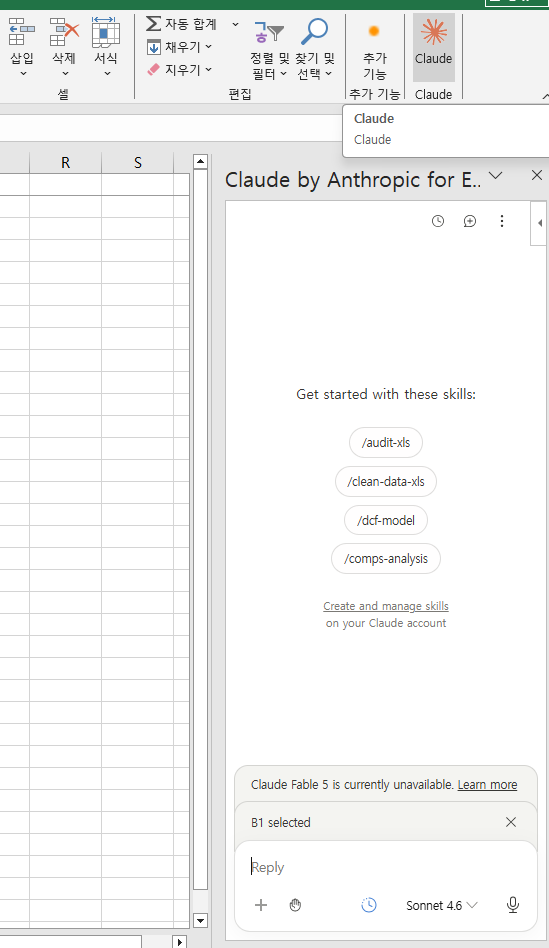 삽입 삭제 서식
셀
자동 합계
채우기
지우기
정렬 및 필터
찾기 및 선택
편집
추가 기능
추가 기능
Claude
Claude
Claude
Claude
R S
Claude by Anthropic for E..
Get started with these skills:
/audit-xls
/clean-data-xls
/dcf-model
/comps-analysis
Create and manage skills
on your Claude account
Claude Fable 5 is currently unavailable. Learn more
B1 selected
Reply
Sonnet 4.6